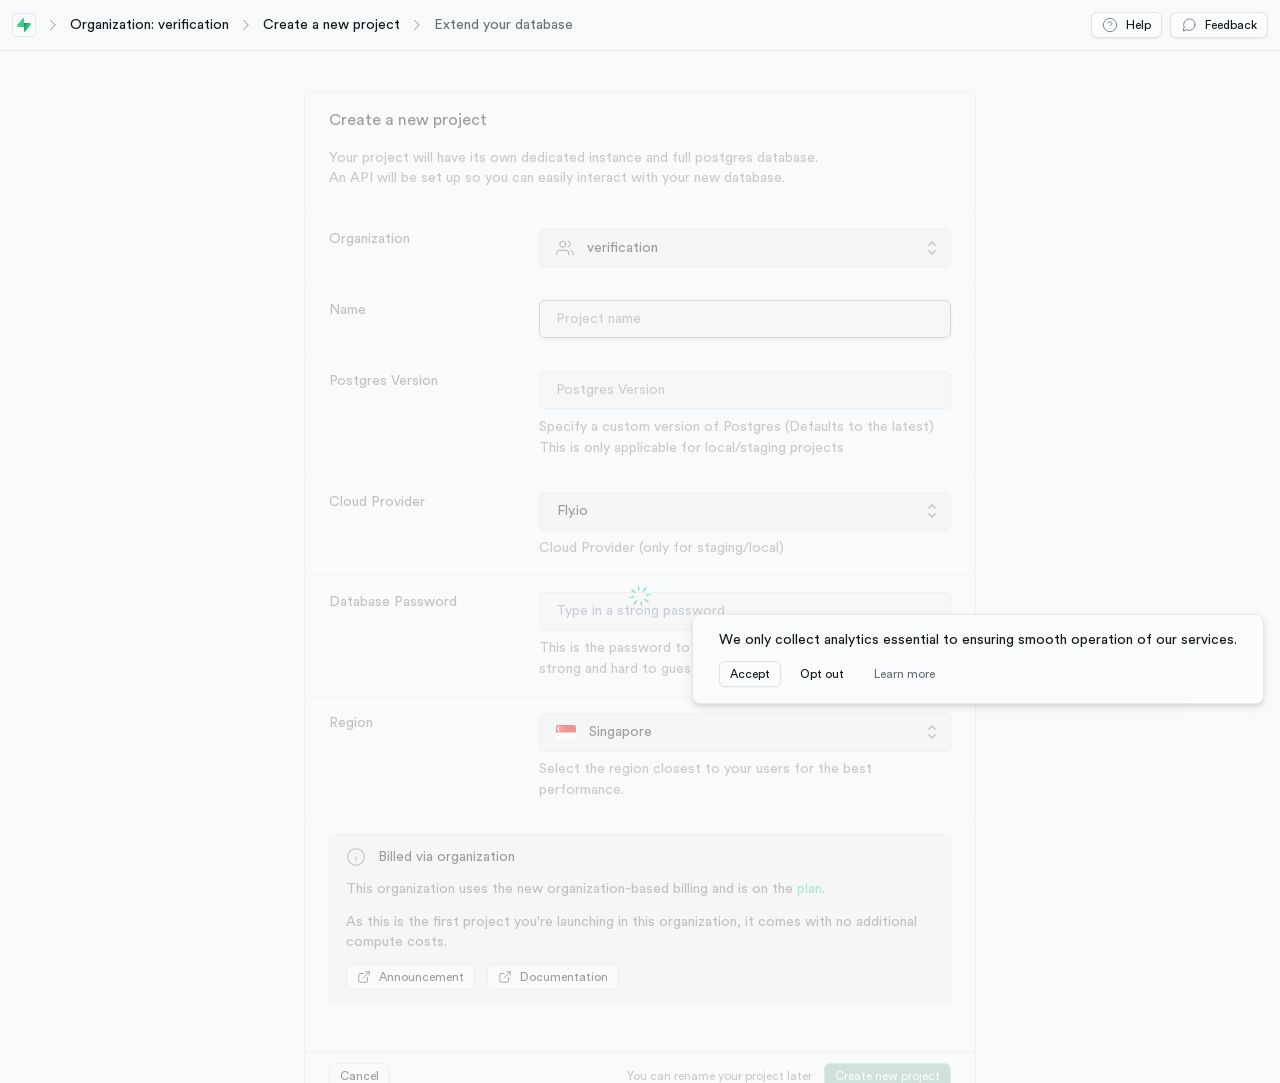 Organization: verification
Create a new project
Extend your database
Help
Feedback
Create a new project
Your project will have its own dedicated instance and full postgres database.
An API will be set up so you can easily interact with your new database.
Organization
verification
Name
Project name
Postgres Version
Postgres Version
Specify a custom version of Postgres (Defaults to the latest)
This is only applicable for local/staging projects
Cloud Provider
Fly.io
Cloud Provider (only for staging/local)
Database Password
Type in a strong password
This is the password to
strong and hard to gues
We only collect analytics essential to ensuring smooth operation of our services.
Accept
Opt out
Learn more
Region
Singapore
Select the region closest to your users for the best
performance.
Billed via organization
This organization uses the new organization-based billing and is on the plan.
As this is the first project you're launching in this organization, it comes with no additional
compute costs.
Announcement
Documentation
Cancel
You can rename your project later
Create new project